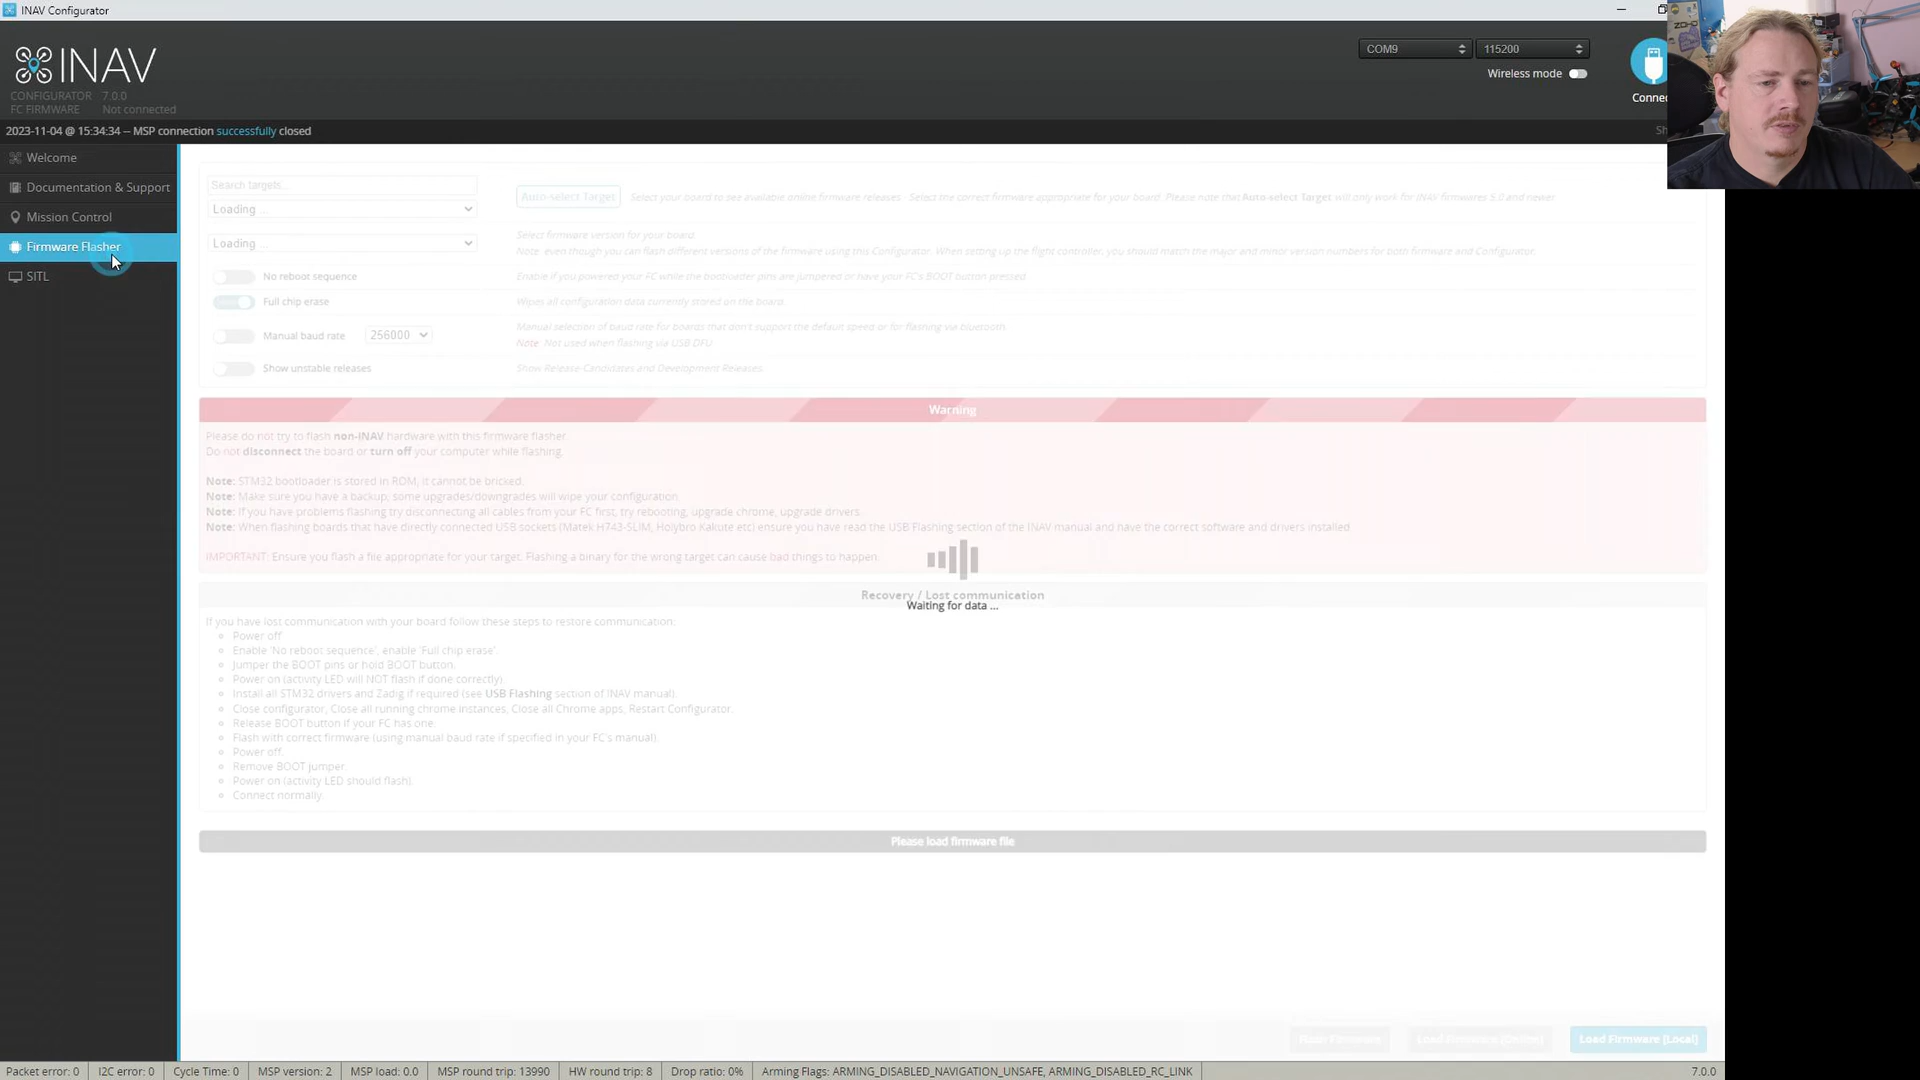 INAV Configurator
INAV
CONFIGURATOR 7.0.0
FC FIRMWARE Not connected
COM9
115200
Wireless mode
2023-11-04 @ 15:34:34 -- MSP connection successfully closed
Welcome
Documentation & Support
Mission Control
Firmware Flasher
SITL
Search targets...
Loading ...
Auto-select Target
Select your board to see available online firmware releases - Select the correct firmware appropriate for your board. Please note that Auto-select Target will only work for INAV firmwares 5.0 and newer
Loading ...
Select firmware version for your board.
Note: even though you can flash different versions of the firmware using this Configurator. When setting up the flight controller, you should match the major and minor version numbers for both firmware and Configurator.
No reboot sequence
Enable if you powered your FC while the bootloader pins are jumpered or have your FC's BOOT button pressed.
Full chip erase
Wipes all configuration data currently stored on the board.
Manual baud rate
256000
Manual selection of baud rate for boards that don't support the default speed or for flashing via bluetooth.
Note: Not used when flashing via USB DFU
Show unstable releases
Show Release-Candidates and Development Releases.
Warning
Please do not try to flash non-INAV hardware with this firmware flasher.
Do not disconnect the board or turn off your computer while flashing.
Note: STM32 bootloader is stored in ROM, it cannot be bricked.
Note: Make sure you have a backup; some upgrades/downgrades will wipe your configuration.
Note: If you have problems flashing try disconnecting all cables from your FC first, try rebooting, upgrade chrome, upgrade drivers.
Note: When flashing boards that have directly connected USB sockets (Matek H743-SLIM, Holybro Kakute etc) ensure you have read the USB Flashing section of the INAV manual and have the correct software and drivers installed
IMPORTANT: Ensure you flash a file appropriate for your target. Flashing a binary for the wrong target can cause bad things to happen.
Recovery / Lost communication
Waiting for data ...
If you have lost communication with your board follow these steps to restore communication:
Power off
Enable 'No reboot sequence', enable 'Full chip erase'.
Jumper the BOOT pins or hold BOOT button.
Power on (activity LED will NOT flash if done correctly).
Install all STM32 drivers and Zadig if required (see USB Flashing section of INAV manual).
Close configurator, Close all running chrome instances, Close all Chrome apps, Restart Configurator.
Release BOOT button if your FC has one.
Flash with correct firmware (using manual baud rate if specified in your FC's manual).
Power off.
Remove BOOT jumper.
Power on (activity LED should flash).
Connect normally.
Please load firmware file
Flash Firmware
Load Firmware [Online]
Load Firmware [Local]
Packet error: 0
I2C error: 0
Cycle Time: 0
MSP version: 2
MSP load: 0.0
MSP round trip: 13990
HW round trip: 8
Drop ratio: 0%
Arming Flags: ARMING_DISABLED_NAVIGATION_UNSAFE, ARMING_DISABLED_RC_LINK
7.0.0